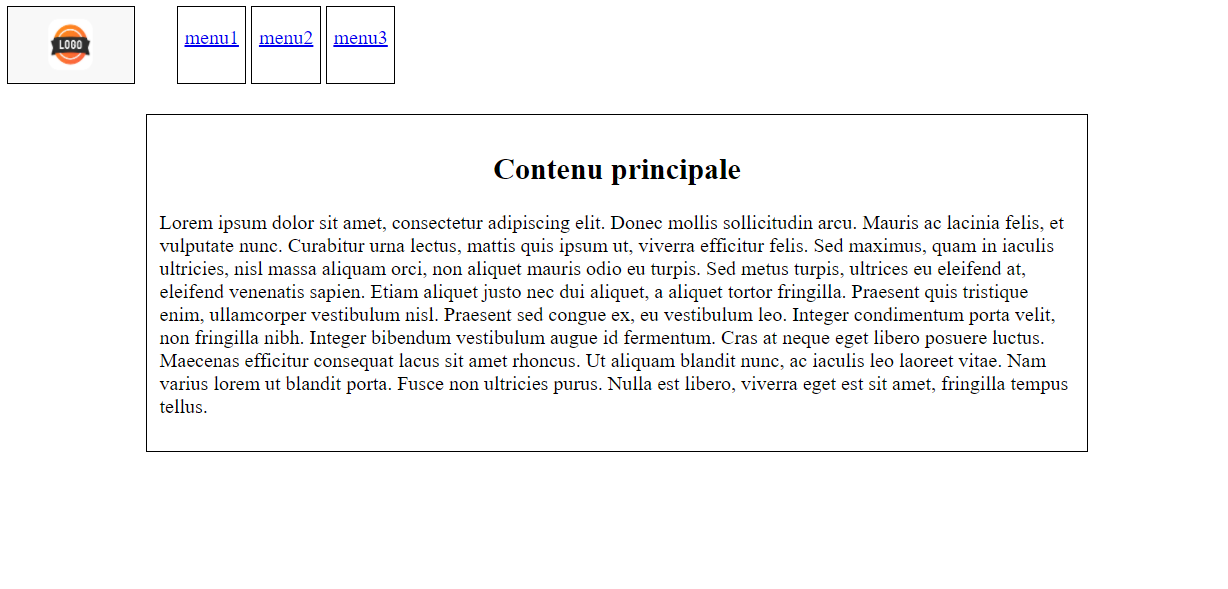 LOGO
menu1 menu2 menu3
Contenu principale
Lorem ipsum dolor sit amet, consectetur adipiscing elit. Donec mollis sollicitudin arcu. Mauris ac lacinia felis, et
vulputate nunc. Curabitur urna lectus, mattis quis ipsum ut, viverra efficitur felis. Sed maximus, quam in iaculis
ultricies, nisl massa aliquam orci, non aliquet mauris odio eu turpis. Sed metus turpis, ultrices eu eleifend at,
eleifend venenatis sapien. Etiam aliquet justo nec dui aliquet, a aliquet tortor fringilla. Praesent quis tristique
enim, ullamcorper vestibulum nisl. Praesent sed congue ex, eu vestibulum leo. Integer condimentum porta velit,
non fringilla nibh. Integer bibendum vestibulum augue id fermentum. Cras at neque eget libero posuere luctus.
Maecenas efficitur consequat lacus sit amet rhoncus. Ut aliquam blandit nunc, ac iaculis leo laoreet vitae. Nam
varius lorem ut blandit porta. Fusce non ultricies purus. Nulla est libero, viverra eget est sit amet, fringilla tempus
tellus.